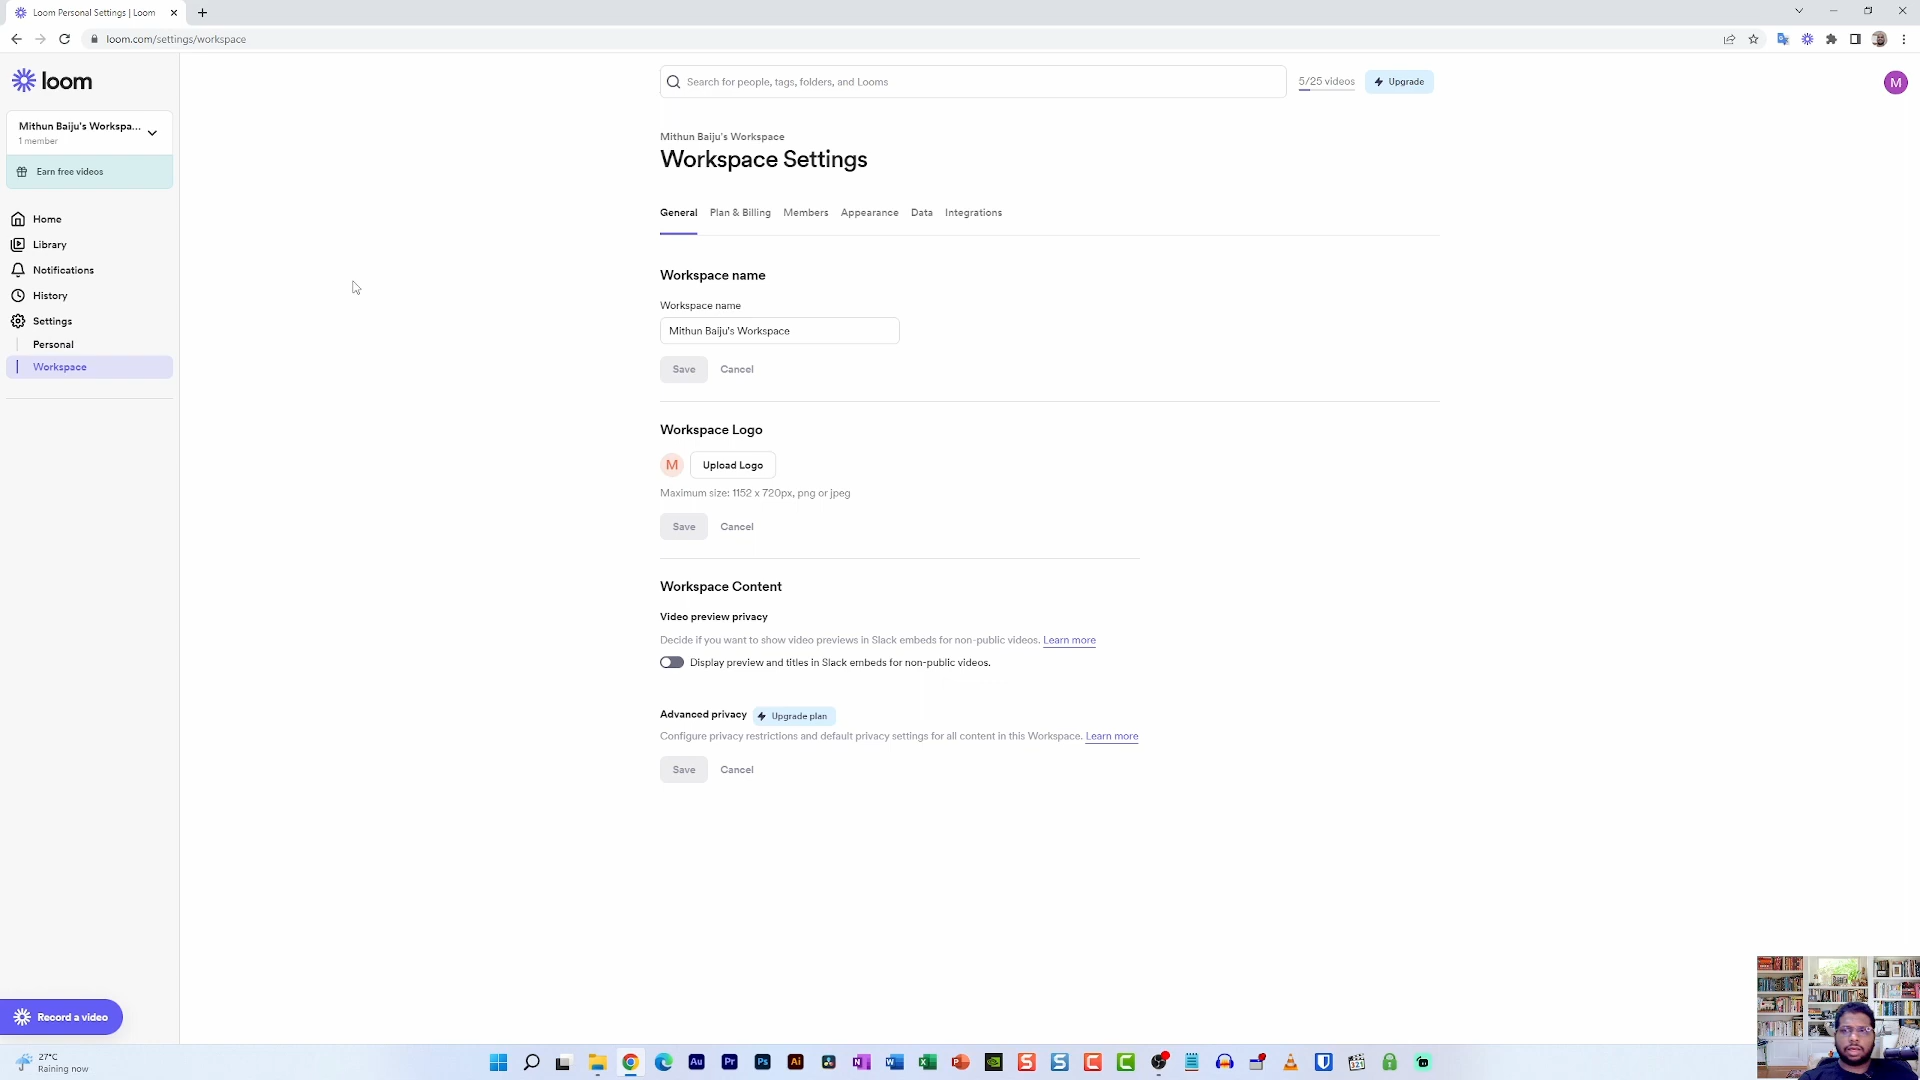 Loom Personal Settings | Loom
loom.com/settings/workspace
loom
Mithun Baiju's Workspa...
1 member
Earn free videos
Home
Library
Notifications
History
Settings
Personal
Workspace
Record a video
Search for people, tags, folders, and Looms
5/25 videos
Upgrade
M
Mithun Baiju's Workspace
Workspace Settings
General Plan & Billing Members Appearance Data Integrations
Workspace name
Workspace name
Mithun Baiju's Workspace
Save Cancel
Workspace Logo
M Upload Logo
Maximum size: 1152 x 720px, png or jpeg
Save Cancel
Workspace Content
Video preview privacy
Decide if you want to show video previews in Slack embeds for non-public videos. Learn more
Display preview and titles in Slack embeds for non-public videos.
Advanced privacy Upgrade plan
Configure privacy restrictions and default privacy settings for all content in this Workspace. Learn more
Save Cancel
27°C
Raining now
Au Pr Ps Ai N W X P S S C C 321